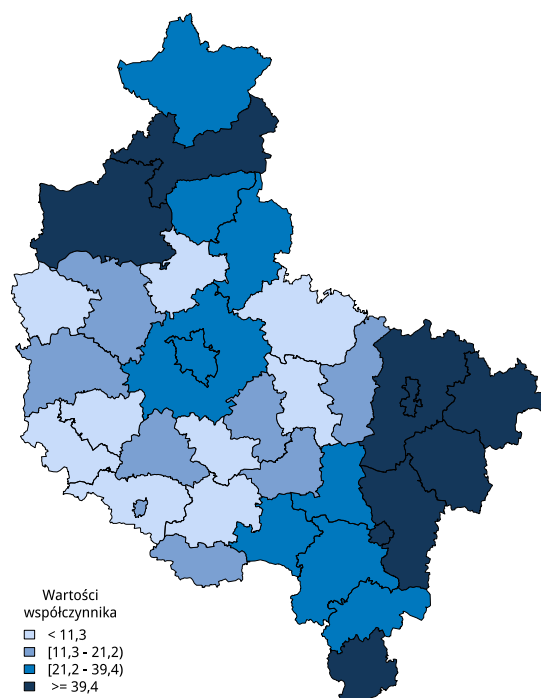 Wartości
współczynnika
< 11,3
[11,3 - 21,2)
[21,2 - 39,4)
>= 39,4